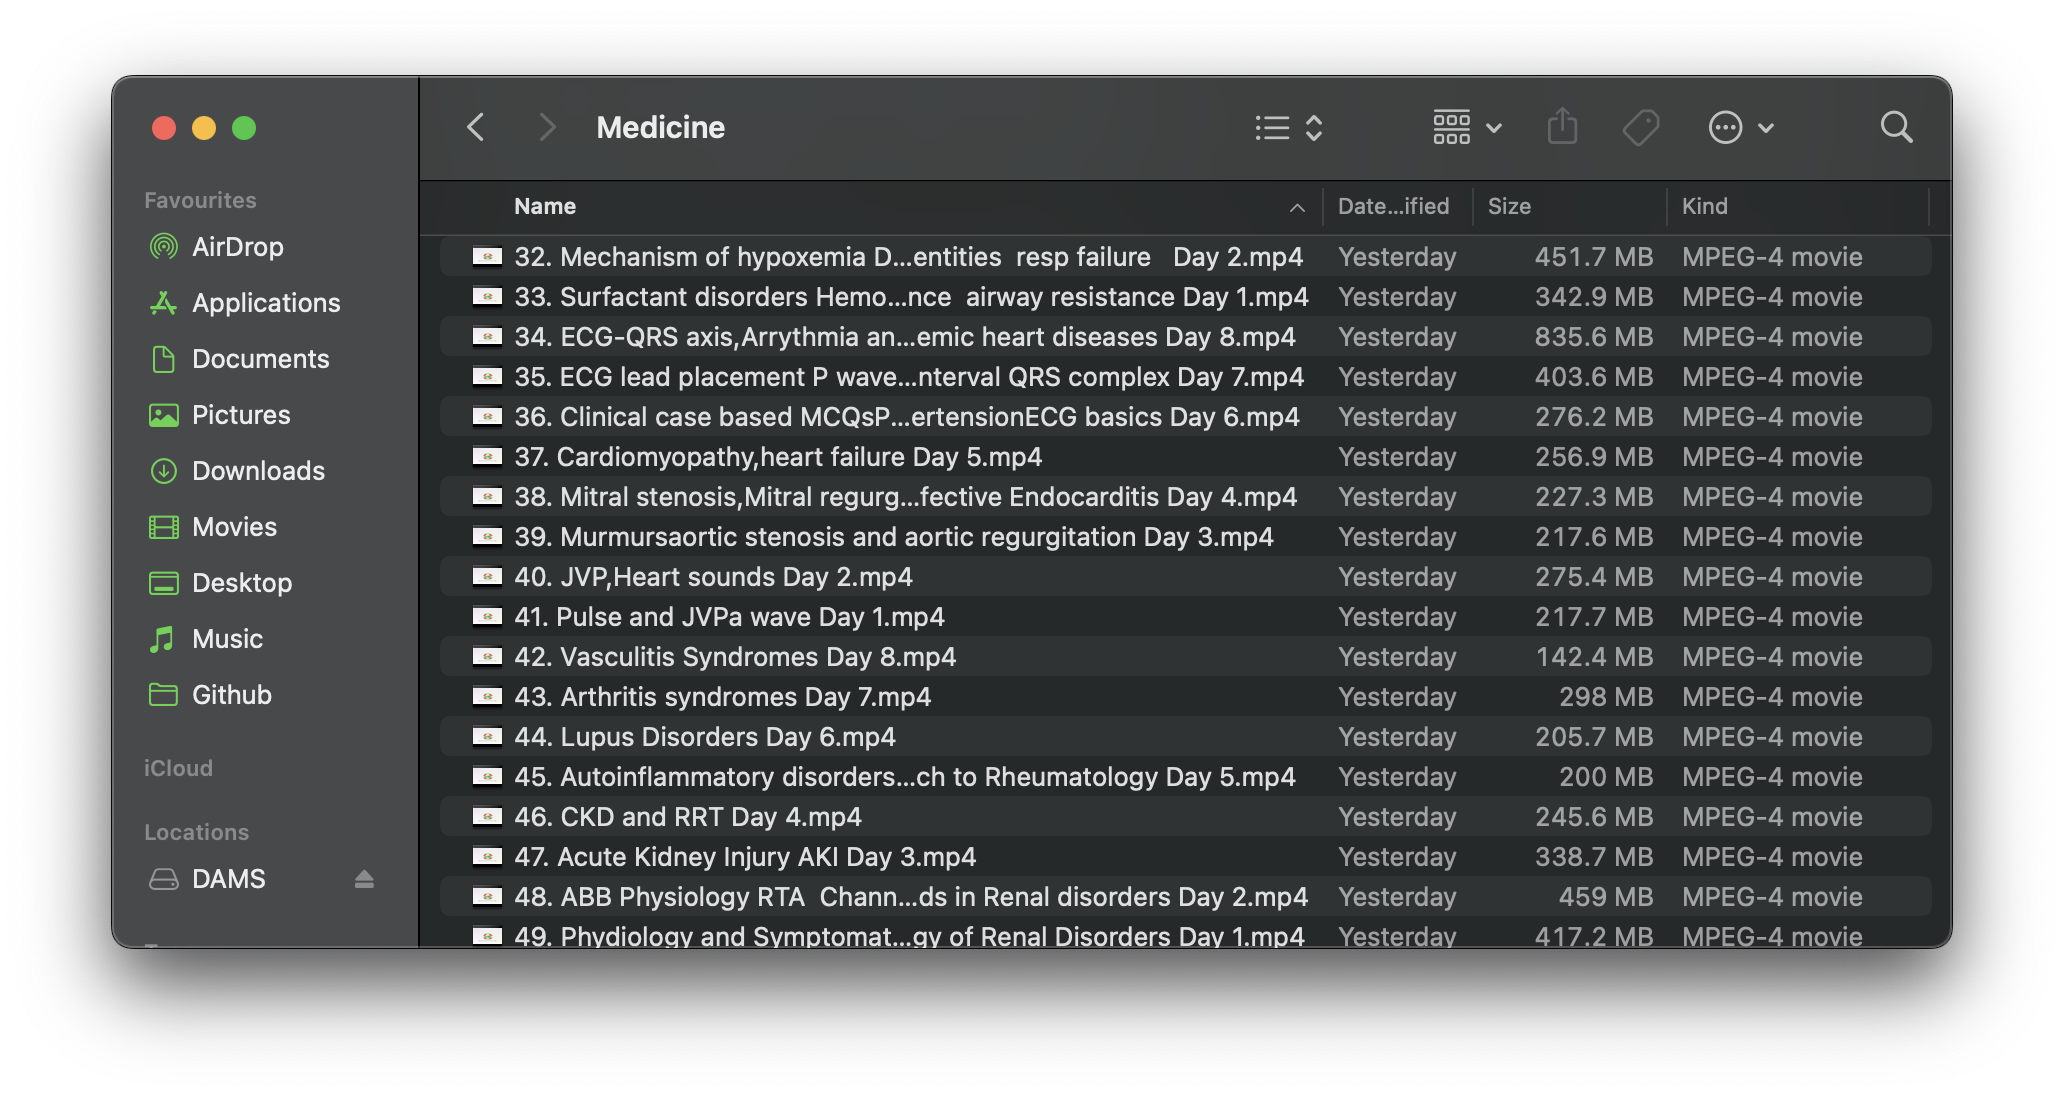 Medicine
Favourites
AirDrop
Applications
Documents
Pictures
Downloads
Movies
Desktop
Music
Github
iCloud
Locations
DAMS
Name Date...ified Size Kind
32. Mechanism of hypoxemia D...entities  resp failure   Day 2.mp4 Yesterday 451.7 MB MPEG-4 movie
33. Surfactant disorders Hemo...nce  airway resistance Day 1.mp4 Yesterday 342.9 MB MPEG-4 movie
34. ECG-QRS axis,Arrythmia an...emic heart diseases Day 8.mp4 Yesterday 835.6 MB MPEG-4 movie
35. ECG lead placement P wave...nterval QRS complex Day 7.mp4 Yesterday 403.6 MB MPEG-4 movie
36. Clinical case based MCQsP...ertensionECG basics Day 6.mp4 Yesterday 276.2 MB MPEG-4 movie
37. Cardiomyopathy,heart failure Day 5.mp4 Yesterday 256.9 MB MPEG-4 movie
38. Mitral stenosis,Mitral regurg...fective Endocarditis Day 4.mp4 Yesterday 227.3 MB MPEG-4 movie
39. Murmursaortic stenosis and aortic regurgitation Day 3.mp4 Yesterday 217.6 MB MPEG-4 movie
40. JVP,Heart sounds Day 2.mp4 Yesterday 275.4 MB MPEG-4 movie
41. Pulse and JVPa wave Day 1.mp4 Yesterday 217.7 MB MPEG-4 movie
42. Vasculitis Syndromes Day 8.mp4 Yesterday 142.4 MB MPEG-4 movie
43. Arthritis syndromes Day 7.mp4 Yesterday 298 MB MPEG-4 movie
44. Lupus Disorders Day 6.mp4 Yesterday 205.7 MB MPEG-4 movie
45. Autoinflammatory disorders...ch to Rheumatology Day 5.mp4 Yesterday 200 MB MPEG-4 movie
46. CKD and RRT Day 4.mp4 Yesterday 245.6 MB MPEG-4 movie
47. Acute Kidney Injury AKI Day 3.mp4 Yesterday 338.7 MB MPEG-4 movie
48. ABB Physiology RTA  Chann...ds in Renal disorders Day 2.mp4 Yesterday 459 MB MPEG-4 movie
49. Phydiology and Symptomat...gy of Renal Disorders Day 1.mp4 Yesterday 417.2 MB MPEG-4 movie